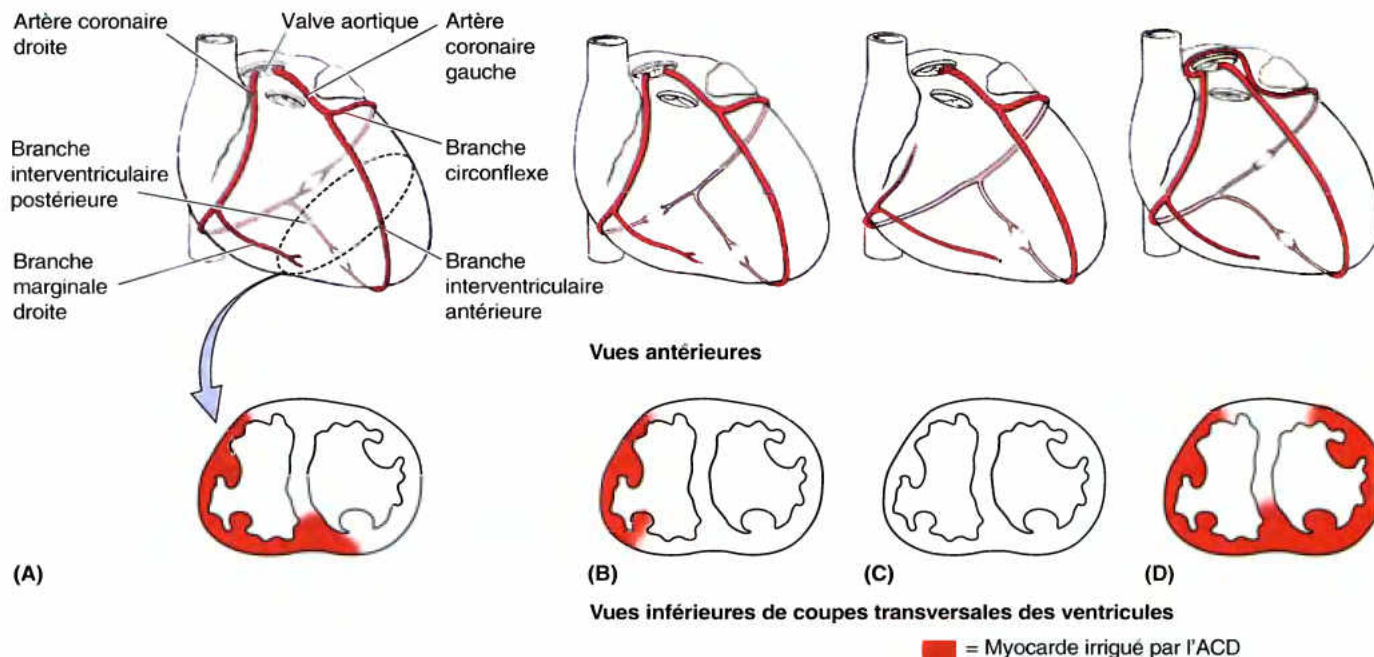 Artère coronaire
droite
Valve aortique
Artère
coronaire
gauche
Branche
interventriculaire
postérieure
Branche
circonflexe
Branche
marginale
droite
Branche
interventriculaire
antérieure
Vues antérieures
(A)
(B)
(C)
(D)
Vues inférieures de coupes transversales des ventricules
= Myocarde irrigué par l'ACD